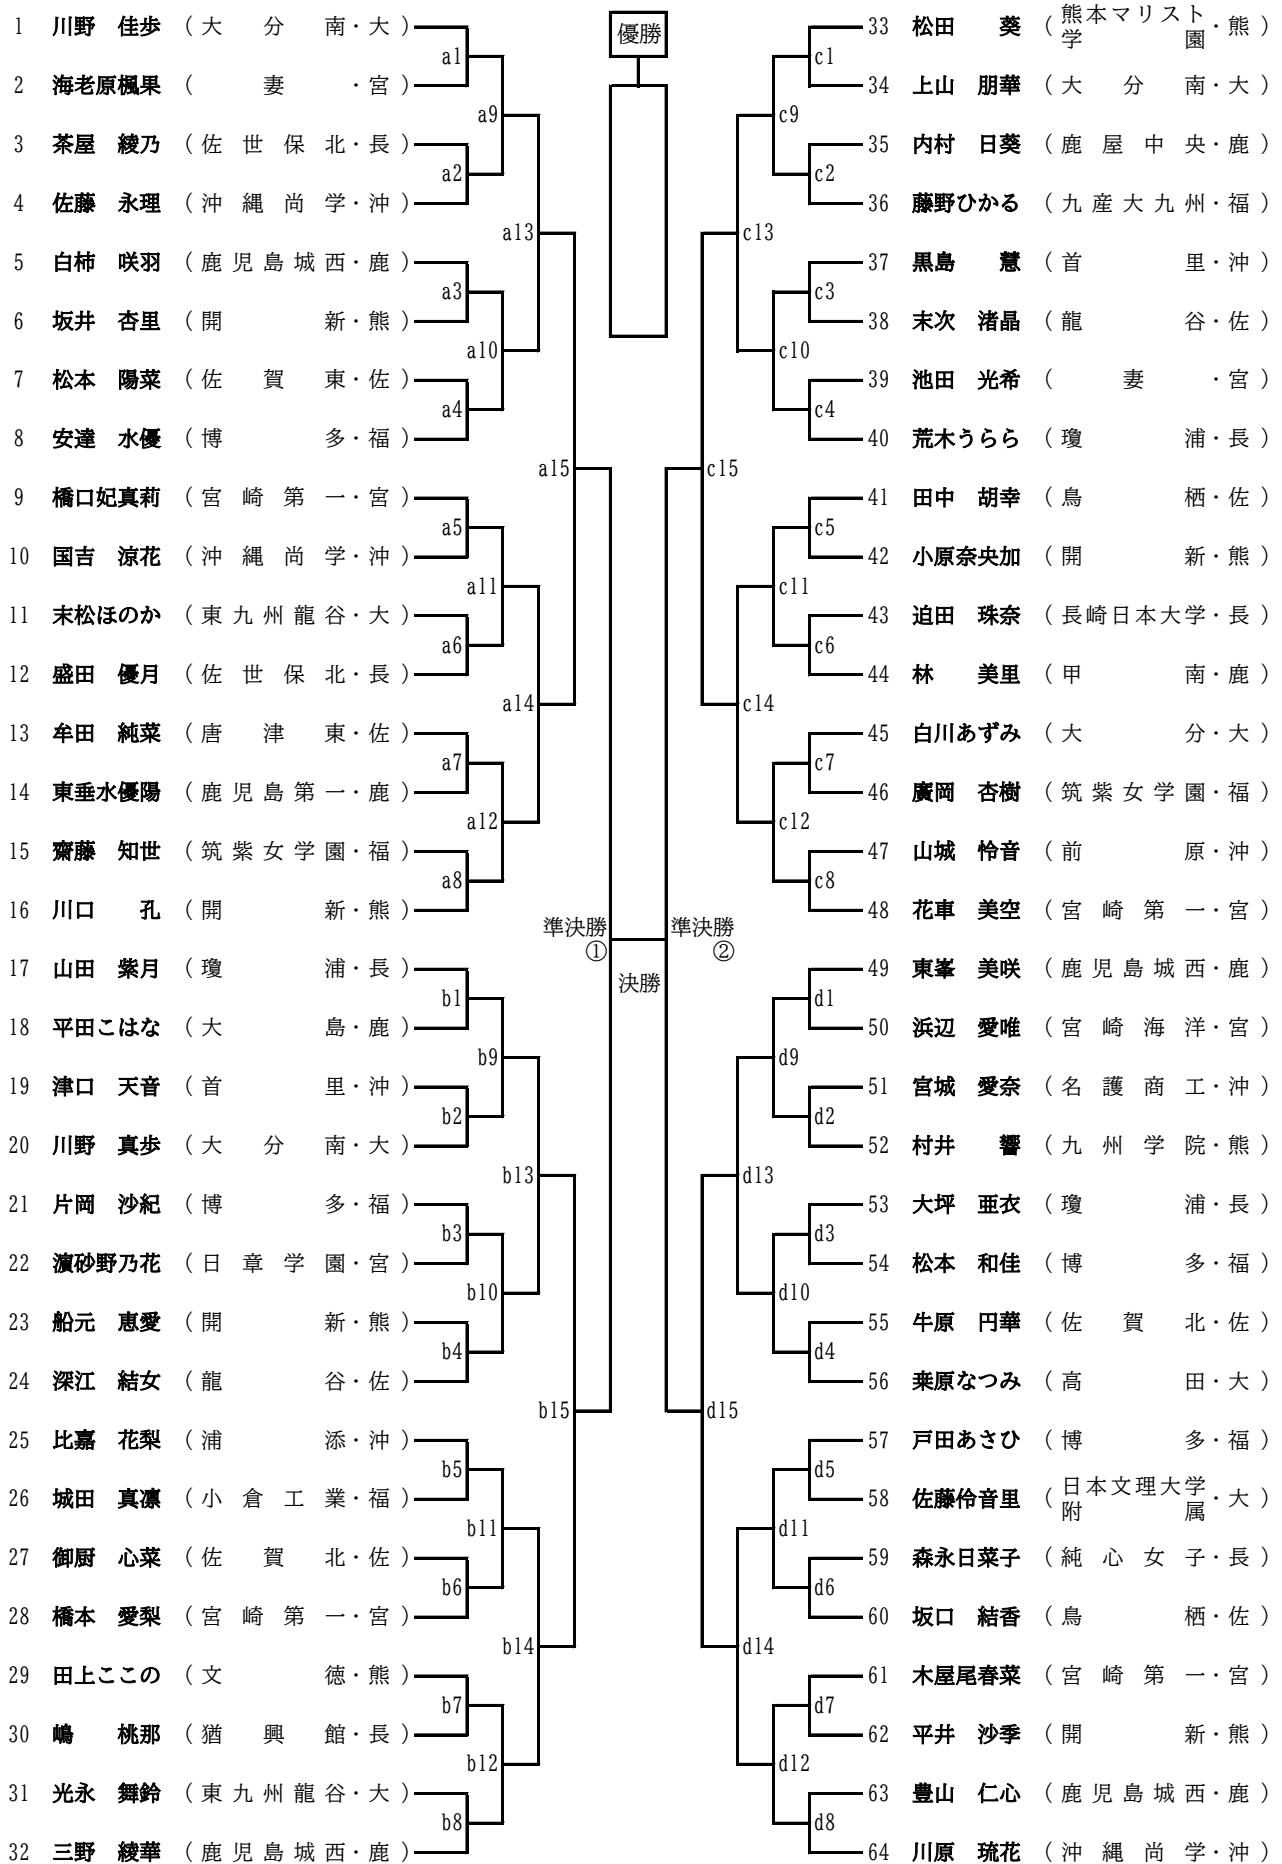 優勝
1 川野 佳歩 (大分南・大)
a1
2 海老原楓果 (妻・宮)
a9
3 茶屋 綾乃 (佐世保北・長)
a2
4 佐藤 永理 (沖縄尚学・沖)
a13
5 白柿 咲羽 (鹿児島城西・鹿)
a3
6 坂井 杏里 (開新・熊)
a10
7 松本 陽菜 (佐賀東・佐)
a4
8 安達 水優 (博多・福)
a15
9 橋口妃真莉 (宮崎第一・宮)
a5
10 国吉 涼花 (沖縄尚学・沖)
a11
11 末松ほのか (東九州龍谷・大)
a6
12 盛田 優月 (佐世保北・長)
a14
13 牟田 純菜 (唐津東・佐)
a7
14 東垂水優陽 (鹿児島第一・鹿)
a12
15 齋藤 知世 (筑紫女学園・福)
a8
16 川口 孔 (開新・熊)
準決勝
①
17 山田 紫月 (瓊浦・長)
b1
18 平田こはな (大島・鹿)
b9
19 津口 天音 (首里・沖)
b2
20 川野 真歩 (大分南・大)
b13
21 片岡 沙紀 (博多・福)
b3
22 濵砂野乃花 (日章学園・宮)
b10
23 船元 恵愛 (開新・熊)
b4
24 深江 結女 (龍谷・佐)
b15
25 比嘉 花梨 (浦添・沖)
b5
26 城田 真凛 (小倉工業・福)
b11
27 御厨 心菜 (佐賀北・佐)
b6
28 橋本 愛梨 (宮崎第一・宮)
b14
29 田上ここの (文徳・熊)
b7
30 嶋 桃那 (猶興館・長)
b12
31 光永 舞鈴 (東九州龍谷・大)
b8
32 三野 綾華 (鹿児島城西・鹿)
決勝
33 松田 葵 (熊本マリスト学園・熊)
c1
34 上山 朋華 (大分南・大)
c9
35 内村 日葵 (鹿屋中央・鹿)
c2
36 藤野ひかる (九産大九州・福)
c13
37 黒島 慧 (首里・沖)
c3
38 末次 渚晶 (龍谷・佐)
c10
39 池田 光希 (妻・宮)
c4
40 荒木うらら (瓊浦・長)
c15
41 田中 胡幸 (鳥栖・佐)
c5
42 小原奈央加 (開新・熊)
c11
43 迫田 珠奈 (長崎日本大学・長)
c6
44 林 美里 (甲南・鹿)
c14
45 白川あずみ (大分・大)
c7
46 廣岡 杏樹 (筑紫女学園・福)
c12
47 山城 怜音 (前原・沖)
c8
48 花車 美空 (宮崎第一・宮)
準決勝
②
49 東峯 美咲 (鹿児島城西・鹿)
d1
50 浜辺 愛唯 (宮崎海洋・宮)
d9
51 宮城 愛奈 (名護商工・沖)
d2
52 村井 響 (九州学院・熊)
d13
53 大坪 亜衣 (瓊浦・長)
d3
54 松本 和佳 (博多・福)
d10
55 牛原 円華 (佐賀北・佐)
d4
56 来原なつみ (高田・大)
d15
57 戸田あさひ (博多・福)
d5
58 佐藤伶音里 (日本文理大学附属・大)
d11
59 森永日菜子 (純心女子・長)
d6
60 坂口 結香 (鳥栖・佐)
d14
61 木屋尾春菜 (宮崎第一・宮)
d7
62 平井 沙季 (開新・熊)
d12
63 豊山 仁心 (鹿児島城西・鹿)
d8
64 川原 琉花 (沖縄尚学・沖)